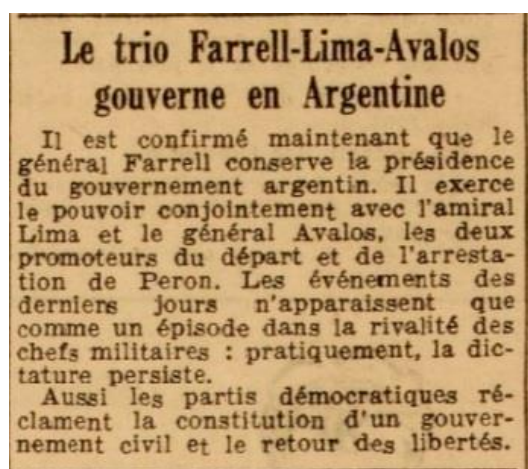 Le trio Farrell-Lima-Avalos
gouverne en Argentine
Il est confirmé maintenant que le
général Farrell conserve la présidence
du gouvernement argentin. Il exerce
le pouvoir conjointement avec l'amiral
Lima et le général Avalos, les deux
promoteurs du départ et de l'arresta-
tion de Peron. Les événements des
derniers jours n'apparaissent que
comme un épisode dans la rivalité des
chefs militaires : pratiquement, la dic-
tature persiste.
Aussi les partis démocratiques ré-
clament la constitution d'un gouver-
nement civil et le retour des libertés.